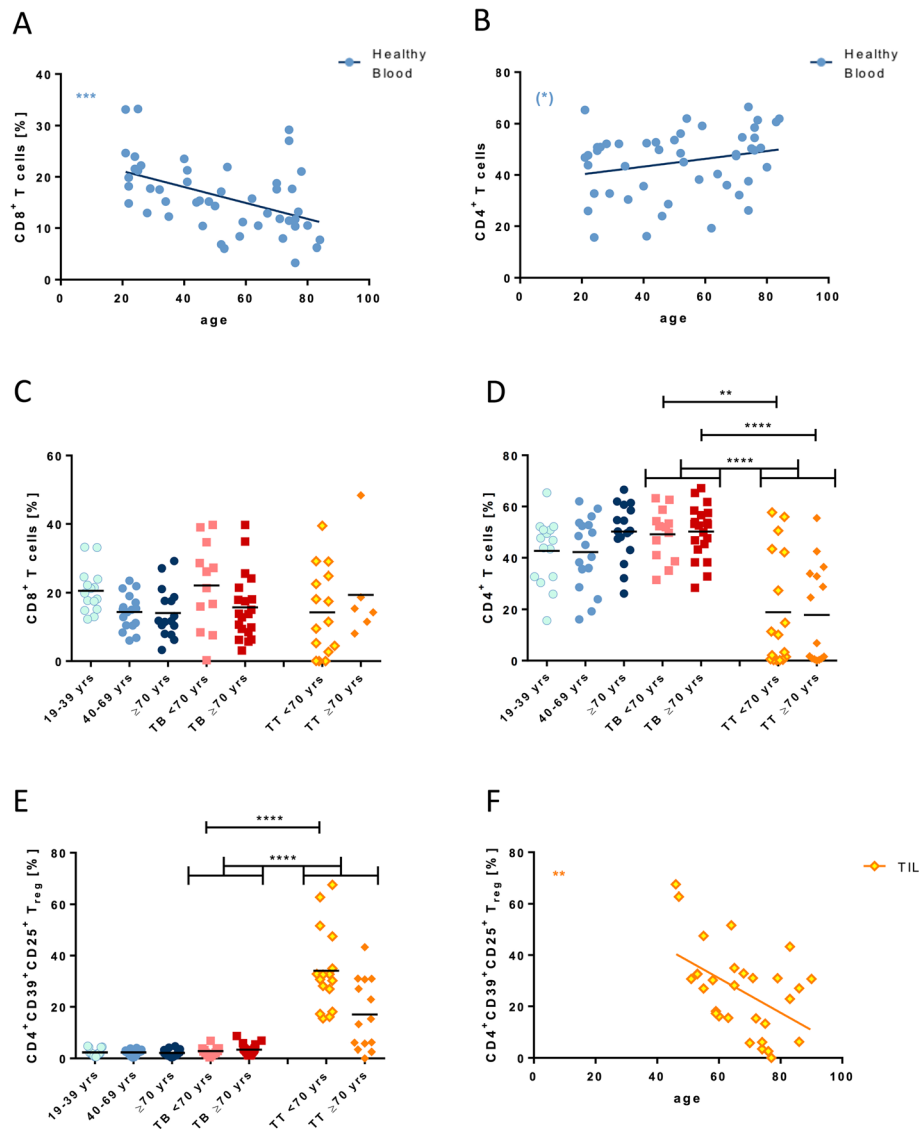 A
Healthy
Blood
CD8+ T cells [%]
***
40
30
20
10
0
0 20 40 60 80 100
age
B
Healthy
Blood
CD4+ T cells
(*)
80
60
40
20
0
0 20 40 60 80 100
age
C
CD8+ T cells [%]
60
40
20
0
19-39 yrs
40-69 yrs
≥70 yrs
TB <70 yrs
TB ≥70 yrs
TT <70 yrs
TT ≥70 yrs
D
**
****
****
CD4+ T cells [%]
80
60
40
20
0
19-39 yrs
40-69 yrs
≥70 yrs
TB <70 yrs
TB ≥70 yrs
TT <70 yrs
TT ≥70 yrs
E
****
****
CD4+CD39+CD25+ Treg [%]
80
60
40
20
0
19-39 yrs
40-69 yrs
≥70 yrs
TB <70 yrs
TB ≥70 yrs
TT <70 yrs
TT ≥70 yrs
F
TIL
CD4+CD39+CD25+ Treg [%]
**
80
60
40
20
0
0 20 40 60 80 100
age